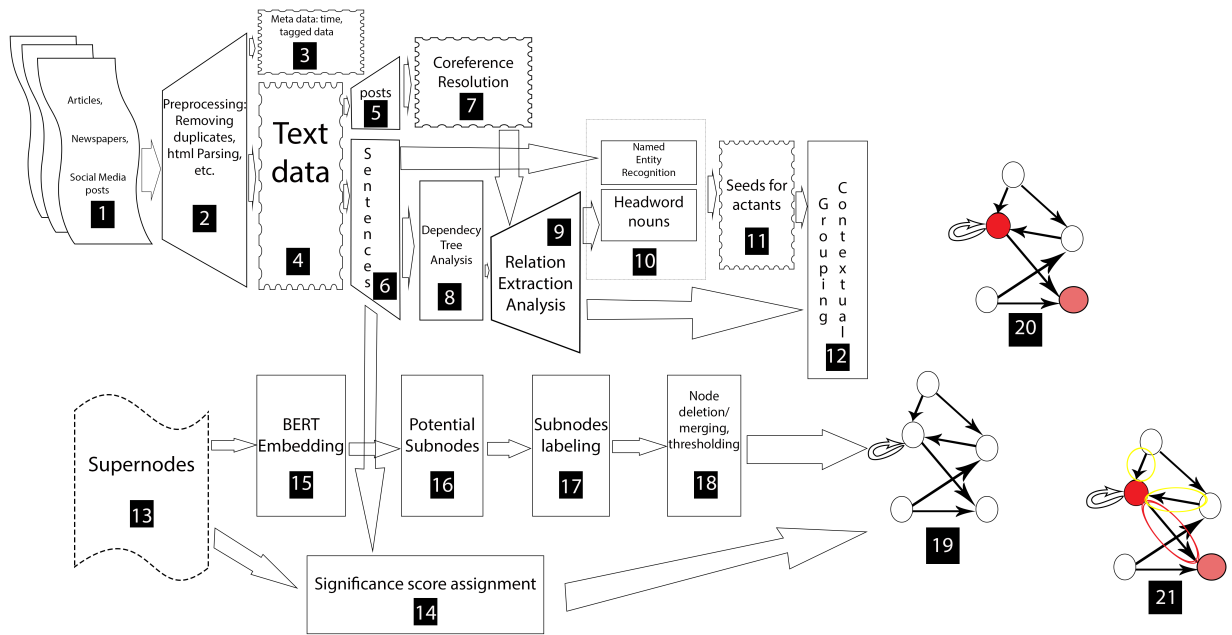 Articles,
Newspapers,
Social Media
posts
1
Preprocessing:
Removing
duplicates,
html Parsing,
etc.
2
Meta data: time,
tagged data
3
Text
data
4
posts
5
Sentences
6
Coreference
Resolution
7
Dependecy
Tree
Analysis
8
9
Relation
Extraction
Analysis
Named
Entity
Recognition
Headword
nouns
10
Seeds for
actants
11
Contextual
Grouping
12
Supernodes
13
Significance score assignment
14
BERT
Embedding
15
Potential
Subnodes
16
Subnodes
labeling
17
Node
deletion/
merging,
thresholding
18
19
20
21